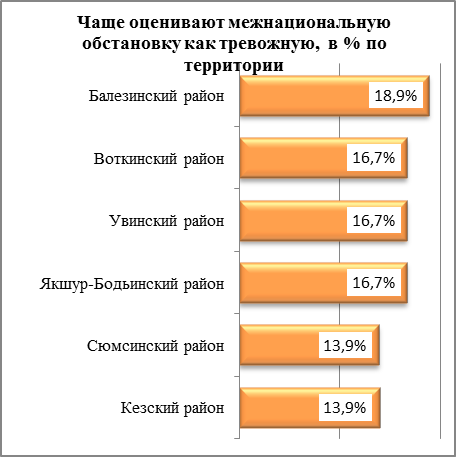 Чаще оценивают межнациональную
обстановку как тревожную, в % по
территории
Балезинский район 18,9%
Воткинский район 16,7%
Увинский район 16,7%
Якшур-Бодьинский район 16,7%
Сюмсинский район 13,9%
Кезский район 13,9%